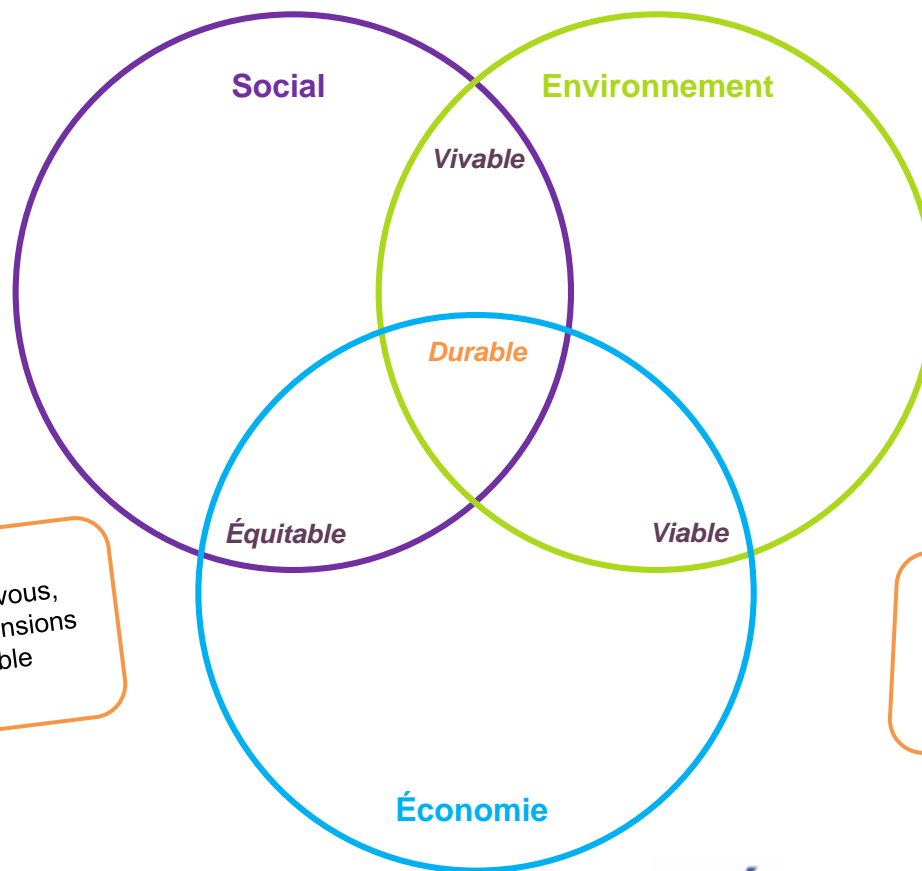 Social
Environnement
Vivable
Durable
Équitable
Viable
vous,
nsions
ble
Économie